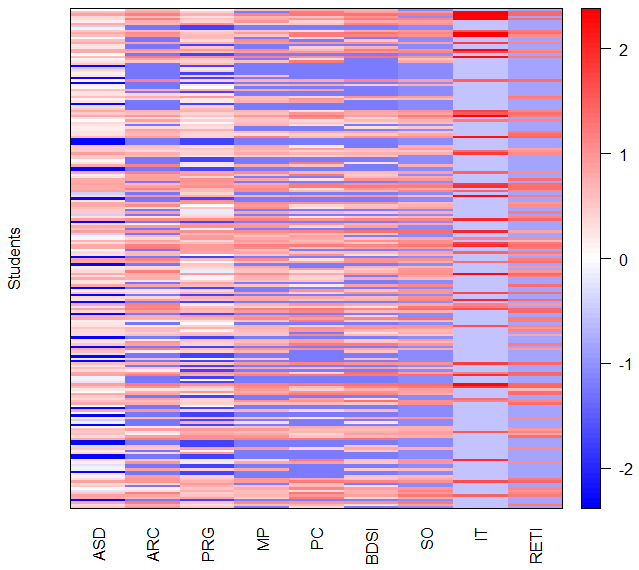 2
1
0
-1
-2
Students
ASD
ARC
PRG
MP
PC
BDSI
SO
IT
RETI